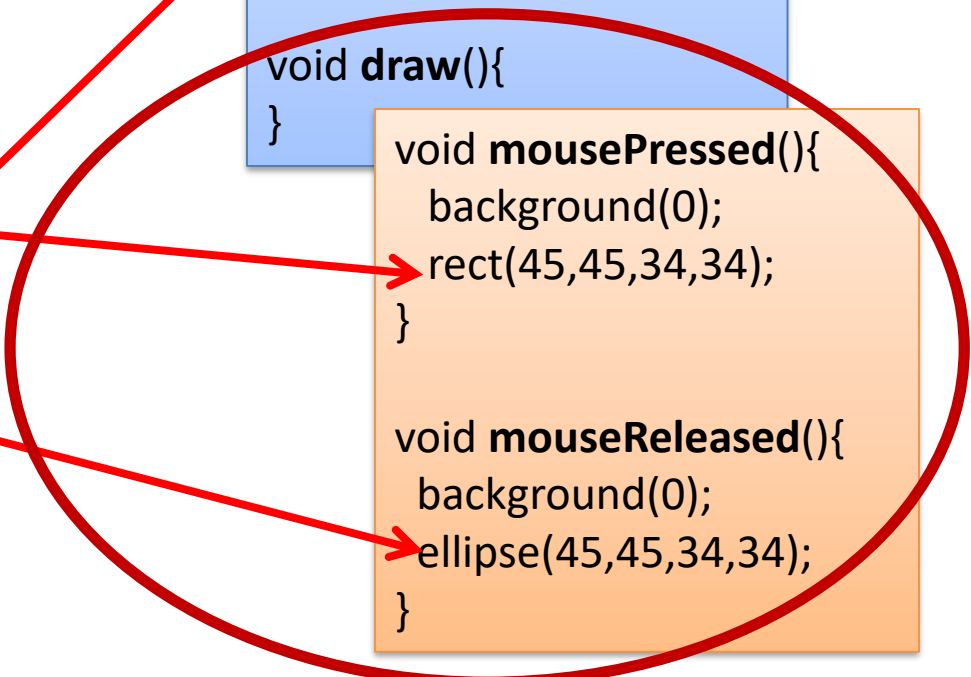 void draw(){
}
void mousePressed(){
background(0);
rect(45,45,34,34);
}
void mouseReleased(){
background(0);
ellipse(45,45,34,34);
}